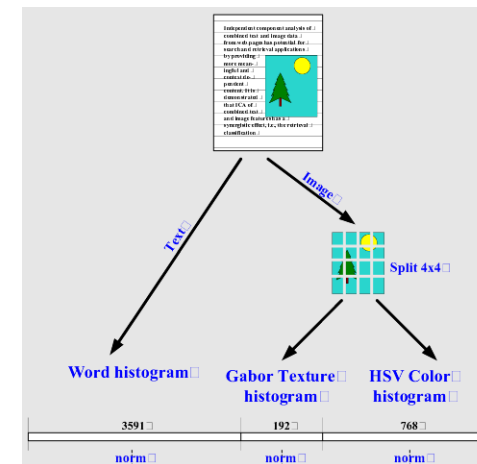 Independent component analysis of
combined text and image data
from web pages has potential for
search and retrieval applications
by providing
more mean-
ingful and
context de-
pendent
content. It is
demonstrated
that ICA of
combined text
and image features has a
synergistic effect, i.e., the retrieval
classification
Text
Image
Split 4x4
Word histogram
Gabor Texture
histogram
HSV Color
histogram
3591
192
768
norm
norm
norm